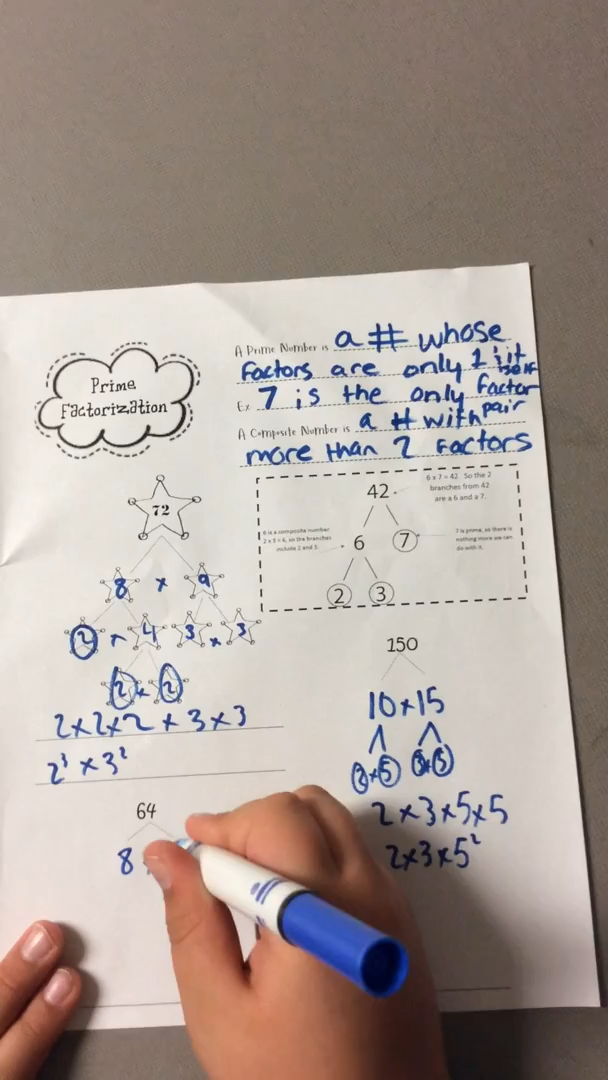 Prime
Factorization
A Prime Number is a # whose
factors are only 1 & itself
Ex 7 is the only factor
pair
A Composite Number is a # with
more than 2 factors
72
8 x 9
2 x 4 3 x 3
2 x 2
2x2x2 x 3x3
2³ x 3²
6 x 7 = 42 So the 2
branches from 42
are a 6 and a 7.
42
6 is a composite number
2 x 3 = 6, so the branches
include 2 and 3.
6 7
7 is prime, so there is
nothing more we can
do with it.
2 3
150
10x15
2x5
2x3x5x5
2x3x5²
64
8